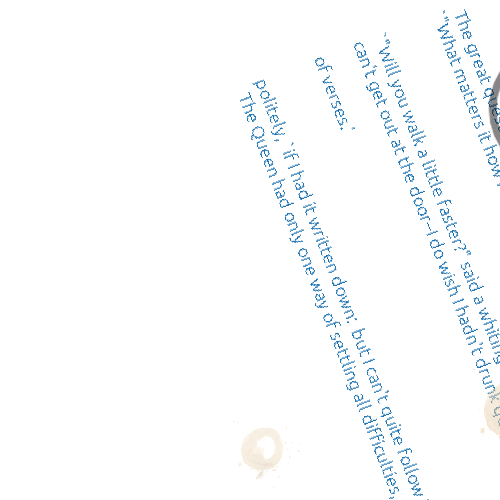 The great
`"What matters it how
`"Will you walk a little faster?" said a whiting
can't get out at the door--I do wish I hadn't drunk
of verses.'
politely, `if I had it written down: but I can't quite follow
The Queen had only one way of settling all difficulties,